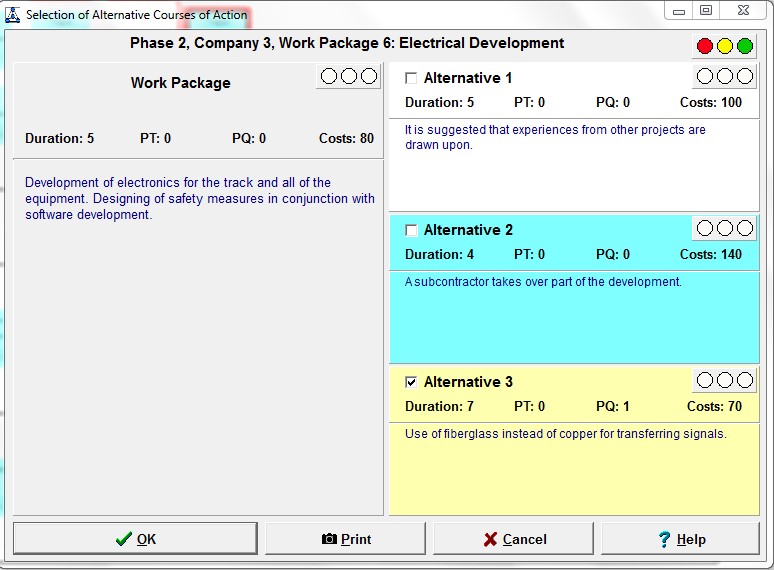 Selection of Alternative Courses of Action
Phase 2, Company 3, Work Package 6: Electrical Development
Work Package
Duration: 5 PT: 0 PQ: 0 Costs: 80
Development of electronics for the track and all of the
equipment. Designing of safety measures in conjunction with
software development.
Alternative 1
Duration: 5 PT: 0 PQ: 0 Costs: 100
It is suggested that experiences from other projects are
drawn upon.
Alternative 2
Duration: 4 PT: 0 PQ: 0 Costs: 140
A subcontractor takes over part of the development.
Alternative 3
Duration: 7 PT: 0 PQ: 1 Costs: 70
Use of fiberglass instead of copper for transferring signals.
OK Print Cancel Help